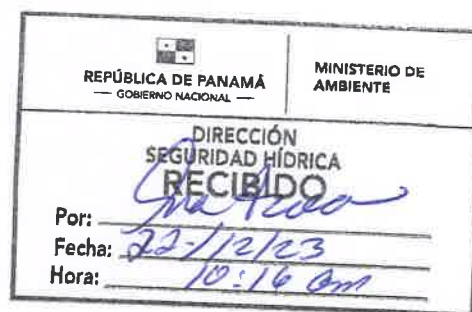 REPÚBLICA DE PANAMÁ
— GOBIERNO NACIONAL —
MINISTERIO DE
AMBIENTE
DIRECCIÓN
SEGURIDAD HÍDRICA
RECIBIDO
Por:
Fecha: 22/12/23
Hora: 10:16 am